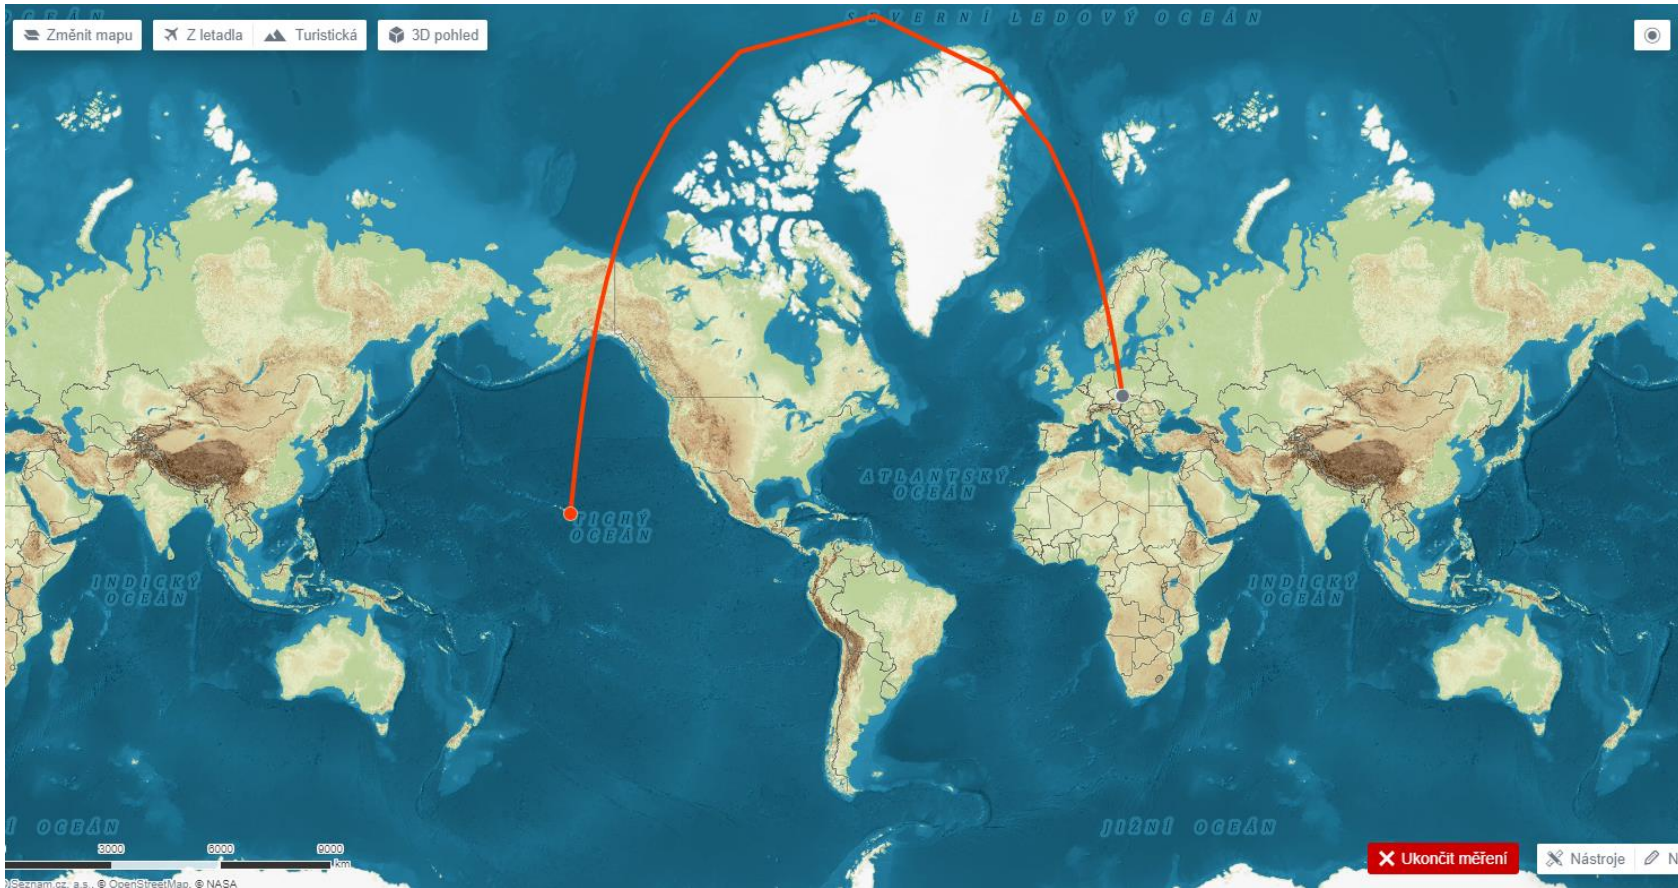 OCEÁN
SEVERNÍ LEDOVÝ OCEÁN
Změnit mapu
Z letadla
Turistická
3D pohled
ATLANTSKÝ
OCEÁN
TICHÝ
OCEÁN
INDICKÝ
OCEÁN
INDICKÝ
OCEÁN
Í OCEÁN
JIŽNÍ OCEÁN
3000 6000 9000
km
Ukončit měření
Nástroje
N
Seznam.cz, a.s., © OpenStreetMap, © NASA